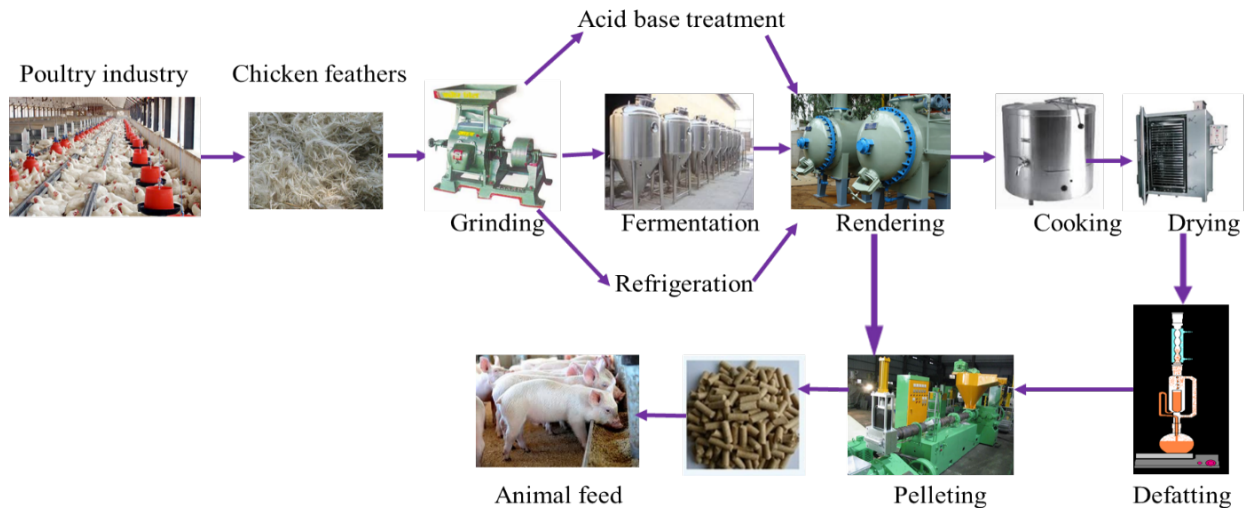 Acid base treatment
Poultry industry
Chicken feathers
Grinding
Fermentation
Rendering
Cooking
Drying
Refrigeration
Animal feed
Pelleting
Defatting